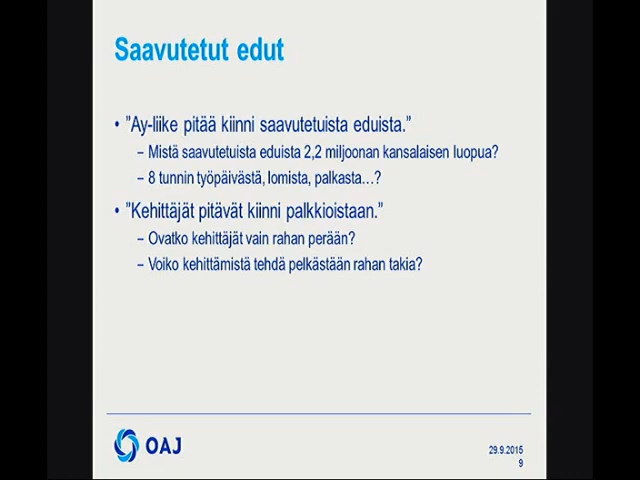 Saavutetut edut
• ”Ay-liike pitää kiinni saavutetuista eduista.”
– Mistä saavutetuista eduista 2,2 miljoonan kansalaisen luopua?
– 8 tunnin työpäivästä, lomista, palkasta…?
• ”Kehittäjät pitävät kiinni palkkioistaan.”
– Ovatko kehittäjät vain rahan perään?
– Voiko kehittämistä tehdä pelkästään rahan takia?
OAJ
29.9.2015
9